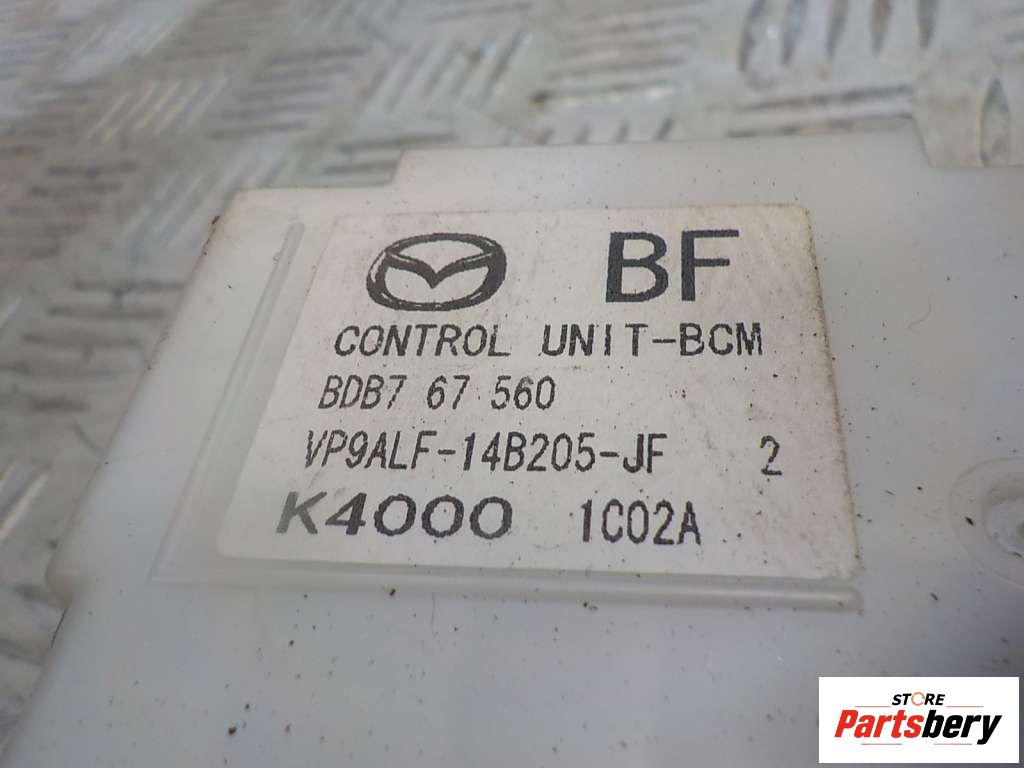 BF
CONTROL UNIT-BCM
BDB7 67 560
VP9ALF-14B205-JF 2
K4000 1C02A
STORE
Partsbery